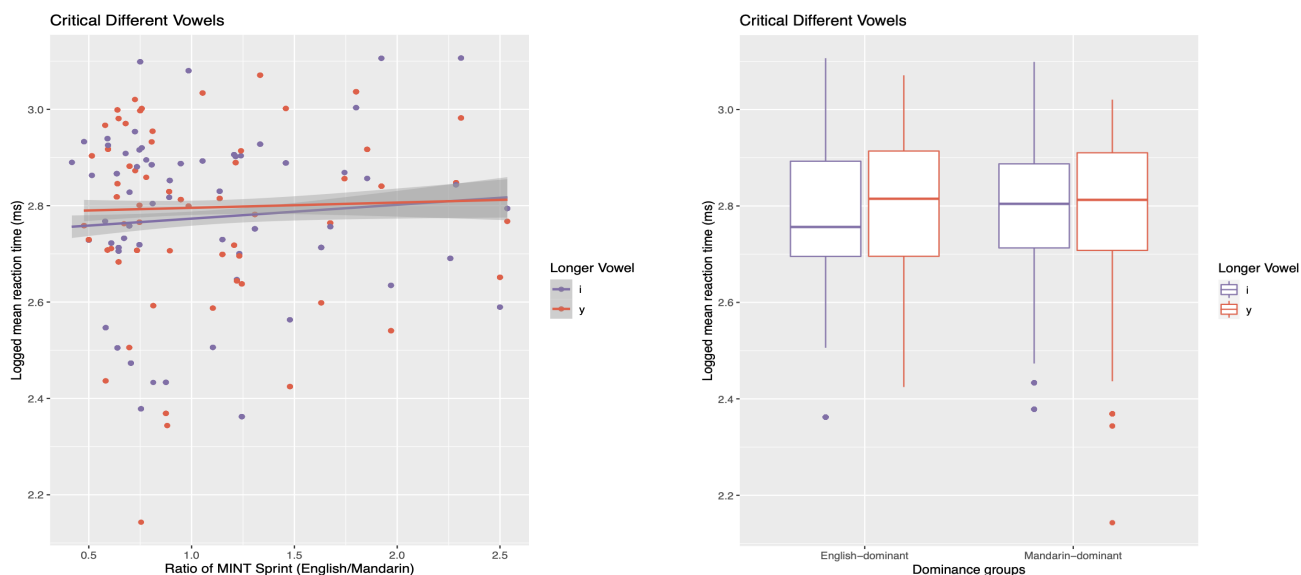 Critical Different Vowels
Logged mean reaction time (ms)
3.0
2.8
2.6
2.4
2.2
0.5
1.0
1.5
2.0
2.5
Ratio of MINT Sprint (English/Mandarin)
Longer Vowel
i
y
Critical Different Vowels
Logged mean reaction time (ms)
3.0
2.8
2.6
2.4
2.2
English-dominant
Mandarin-dominant
Dominance groups
Longer Vowel
i
y